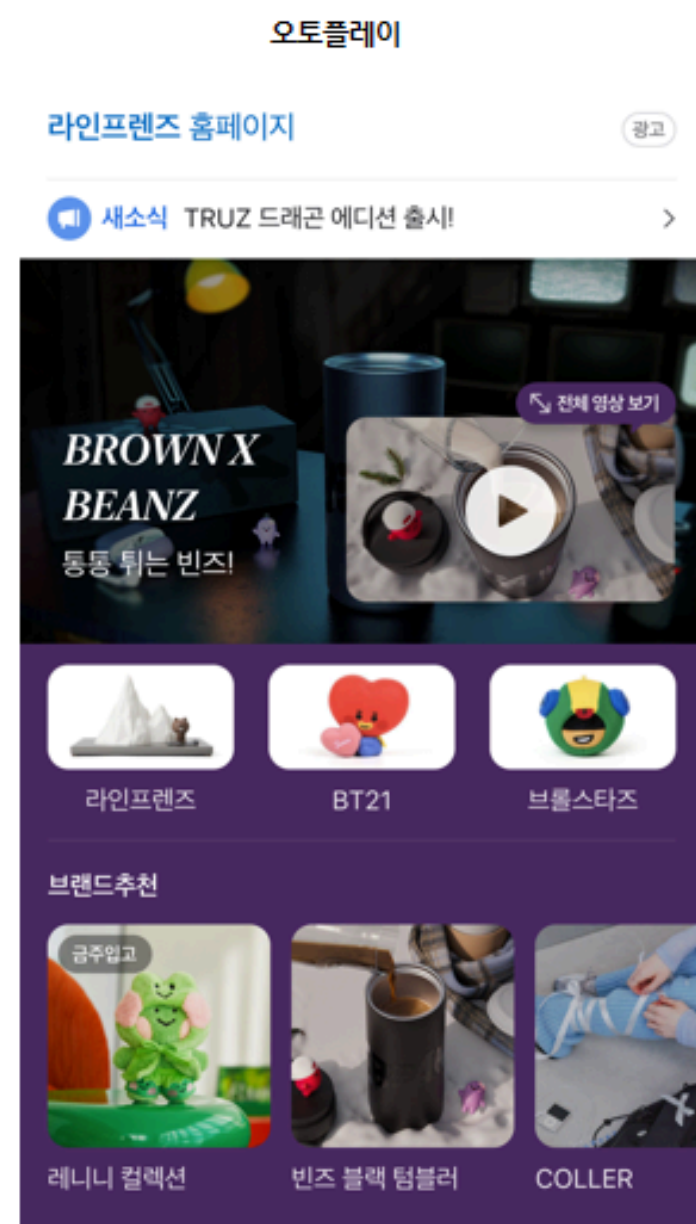 오토플레이
라인프렌즈 홈페이지
광고
새소식 TRUZ 드래곤 에디션 출시!
전체 영상 보기
BROWN X
BEANZ
통통 튀는 빈즈!
라인프렌즈
BT21
브롤스타즈
브랜드추천
금주입고
레니니 컬렉션
빈즈 블랙 텀블러
COLLER